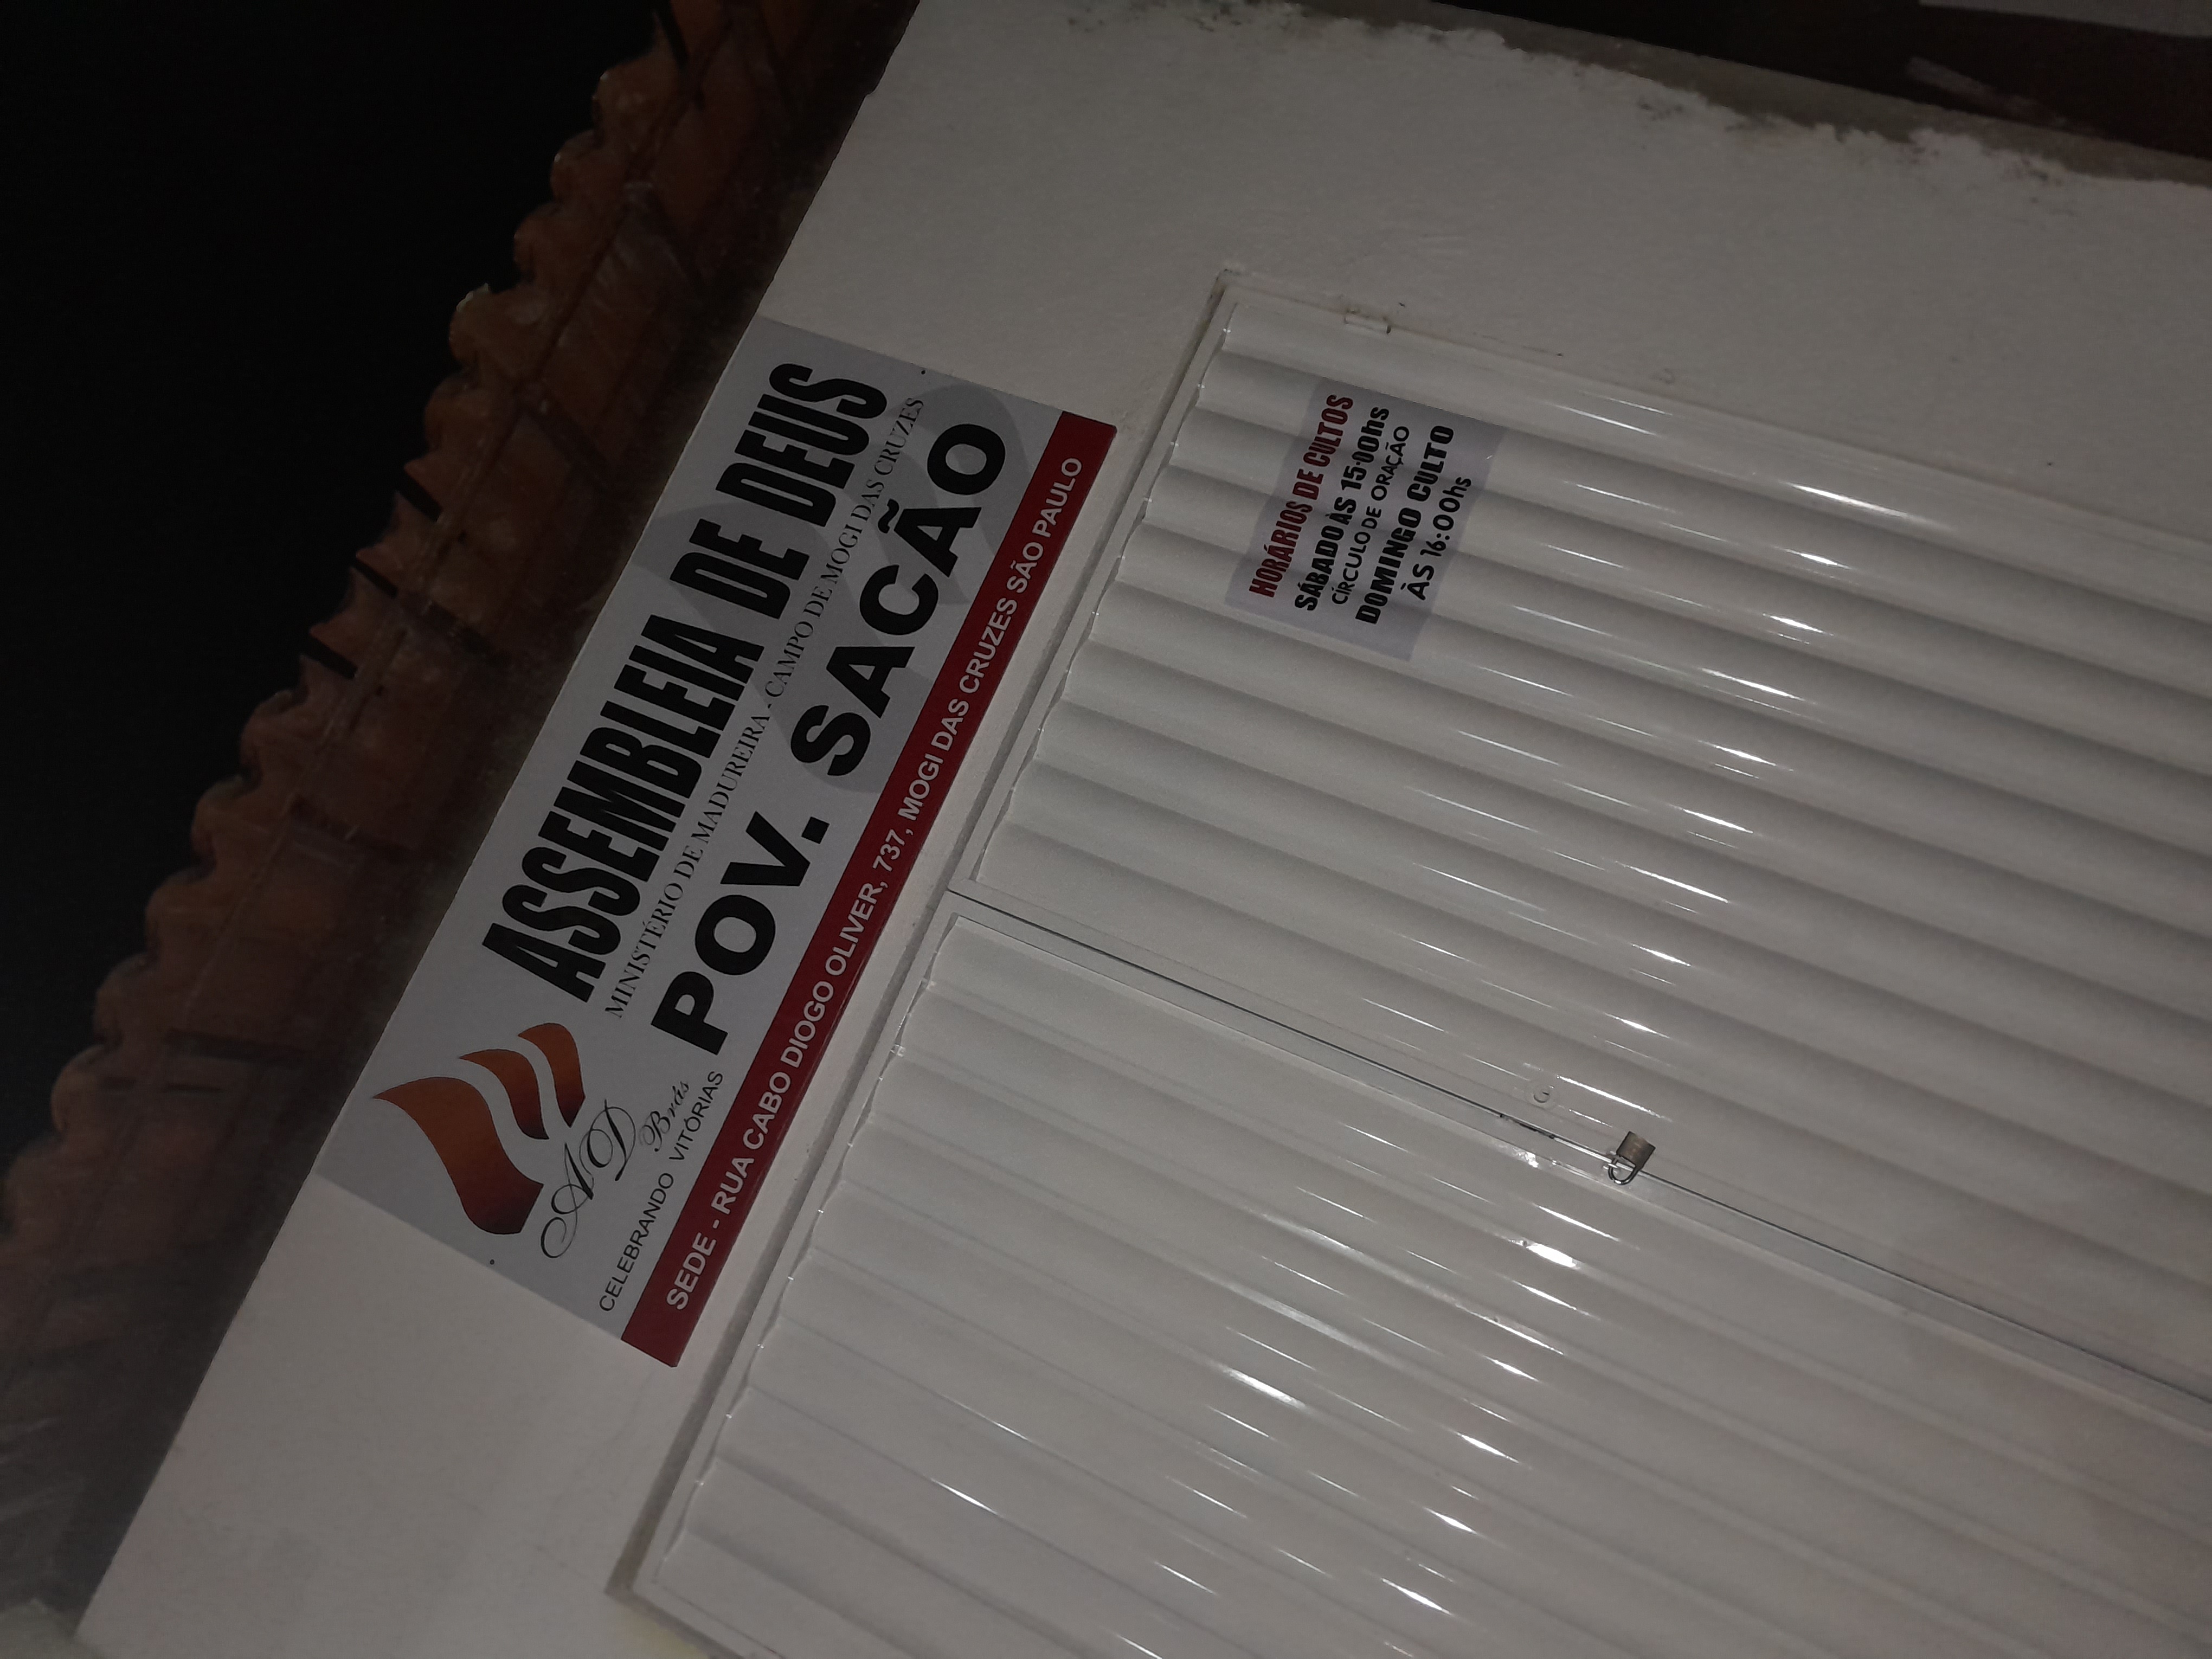 ASSEMBLEIA DE DEUS
MINISTÉRIO DE MADUREIRA - CAMPO DE MOGI DAS CRUZES
POV. SACÃO
AD Brás
CELEBRANDO VITÓRIAS
SEDE - RUA CABO DIOGO OLIVER, 737, MOGI DAS CRUZES SÃO PAULO
HORÁRIOS DE CULTOS
SÁBADO ÀS 15:00hs
CÍRCULO DE ORAÇÃO
DOMINGO CULTO
ÀS 16:00hs